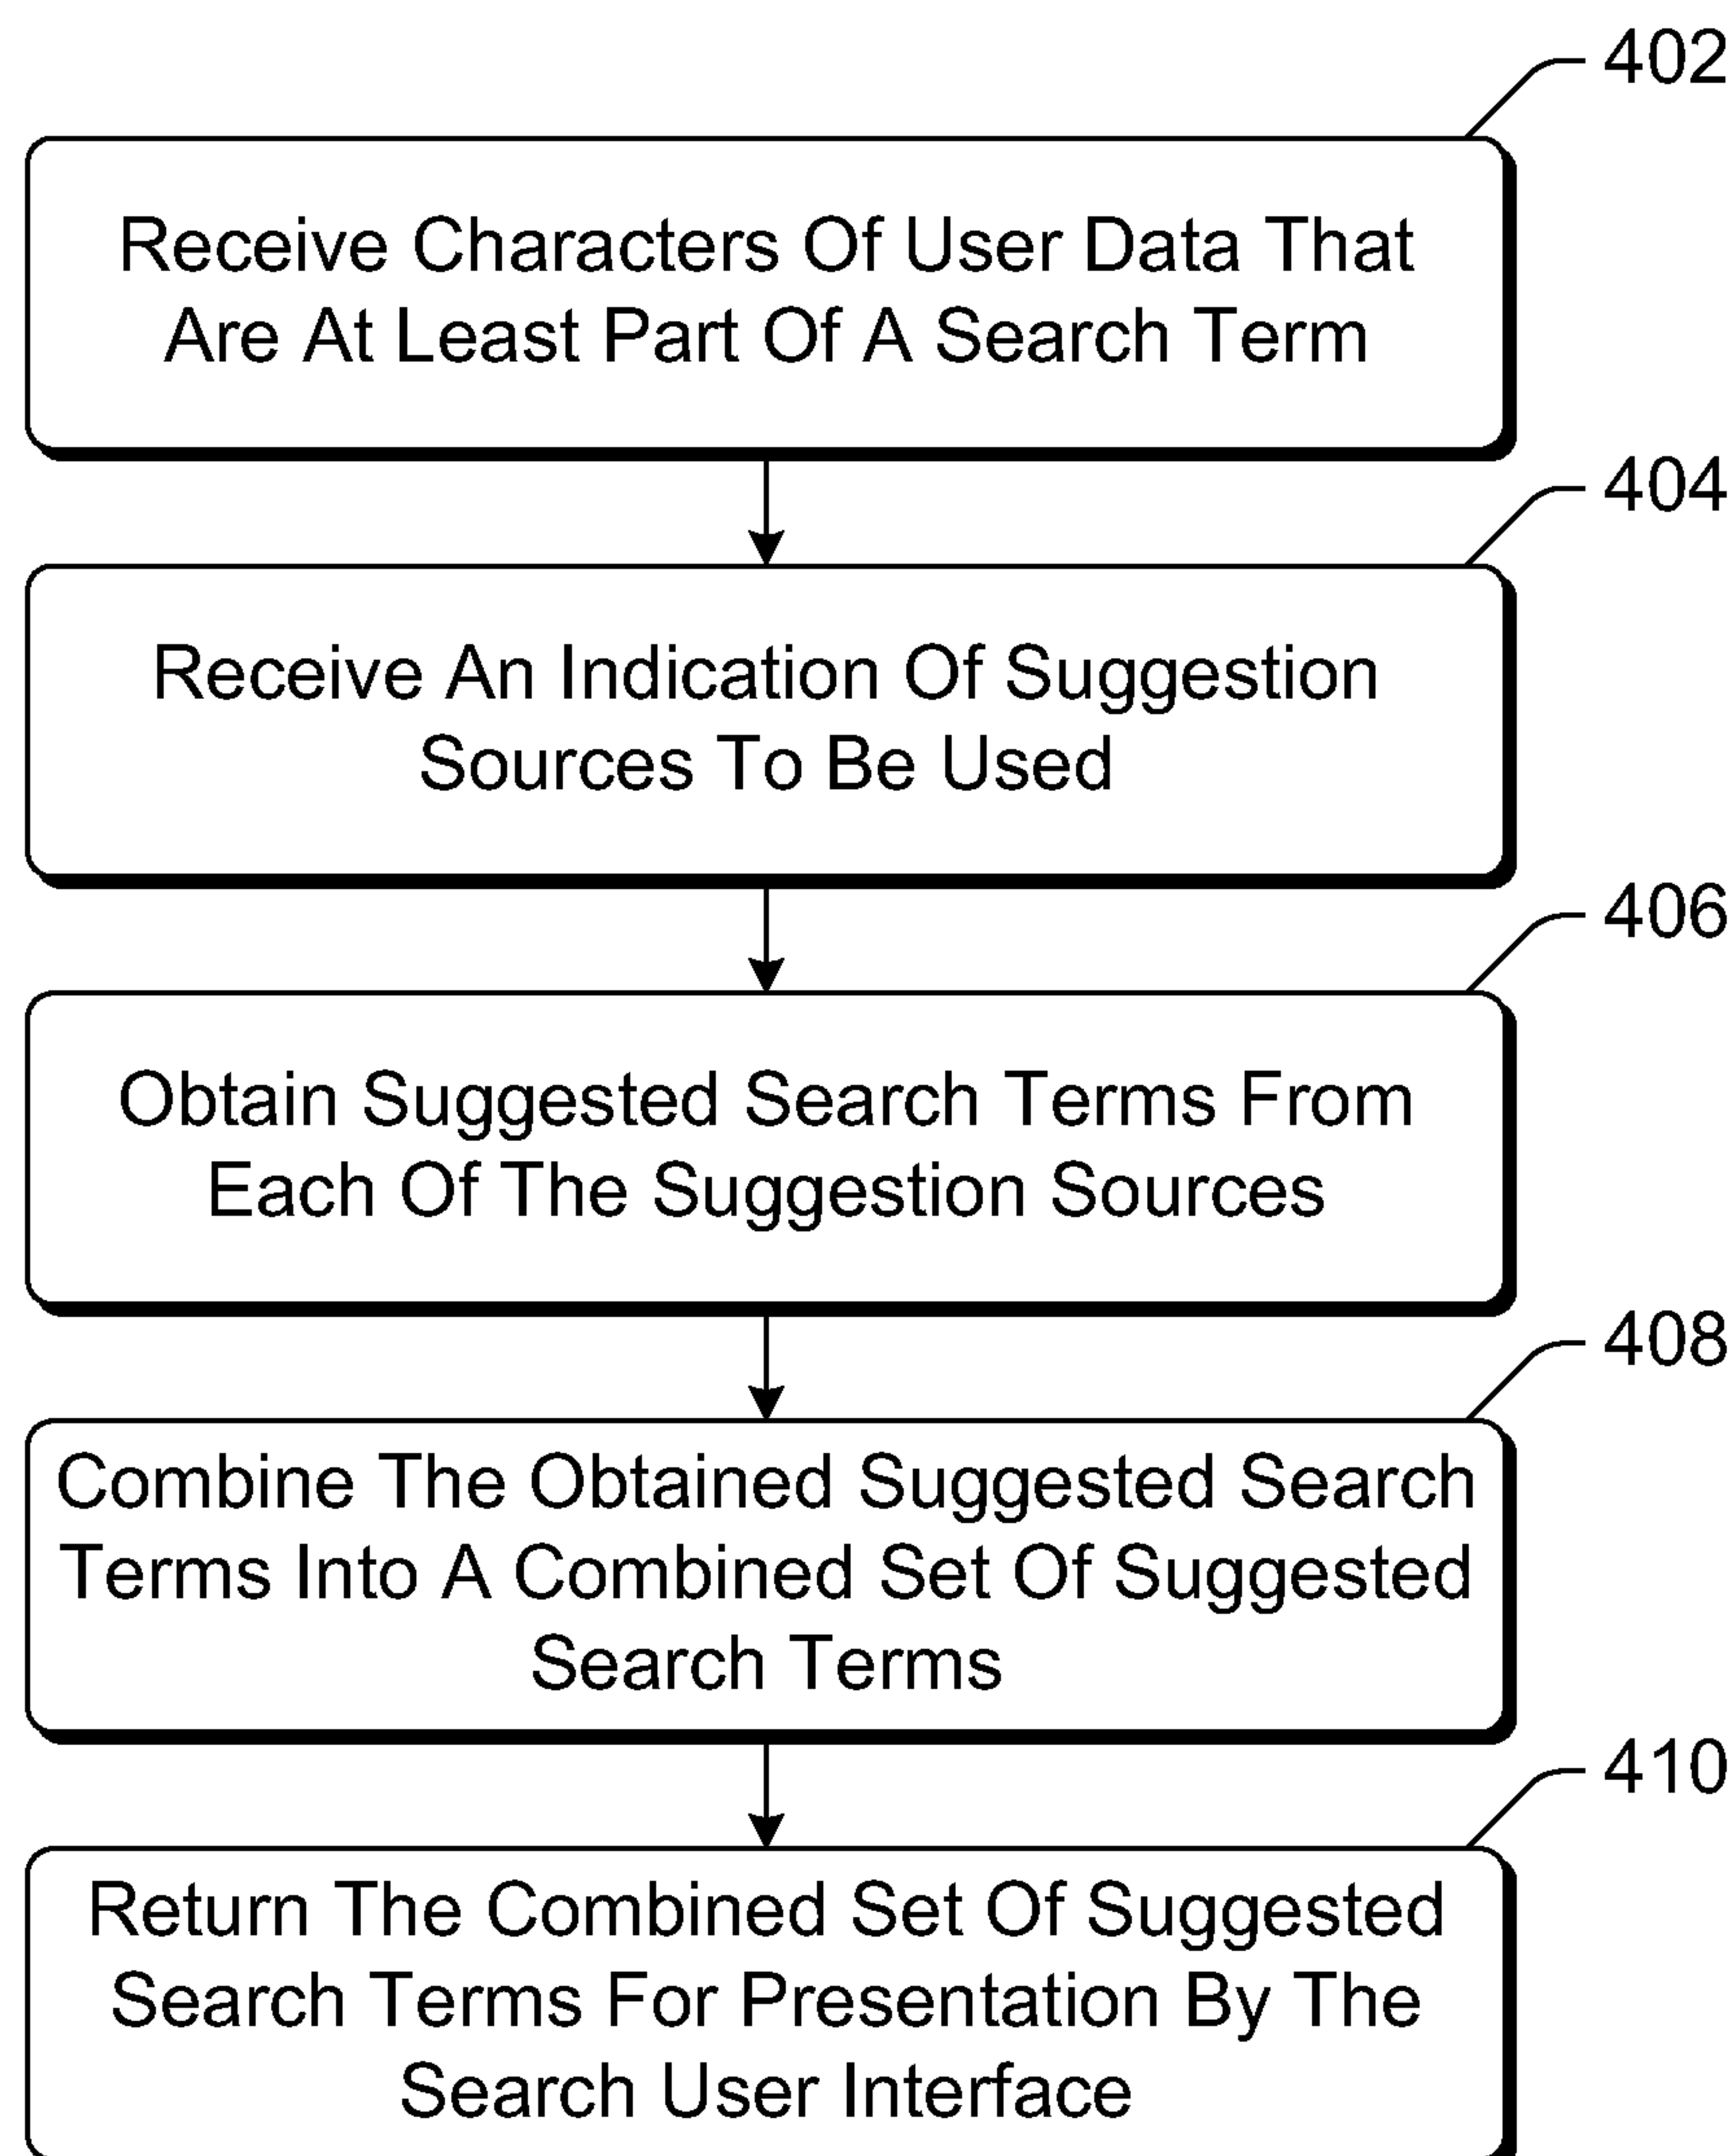 402
Receive Characters Of User Data That
Are At Least Part Of A Search Term
404
Receive An Indication Of Suggestion
Sources To Be Used
406
Obtain Suggested Search Terms From
Each Of The Suggestion Sources
408
Combine The Obtained Suggested Search
Terms Into A Combined Set Of Suggested
Search Terms
410
Return The Combined Set Of Suggested
Search Terms For Presentation By The
Search User Interface